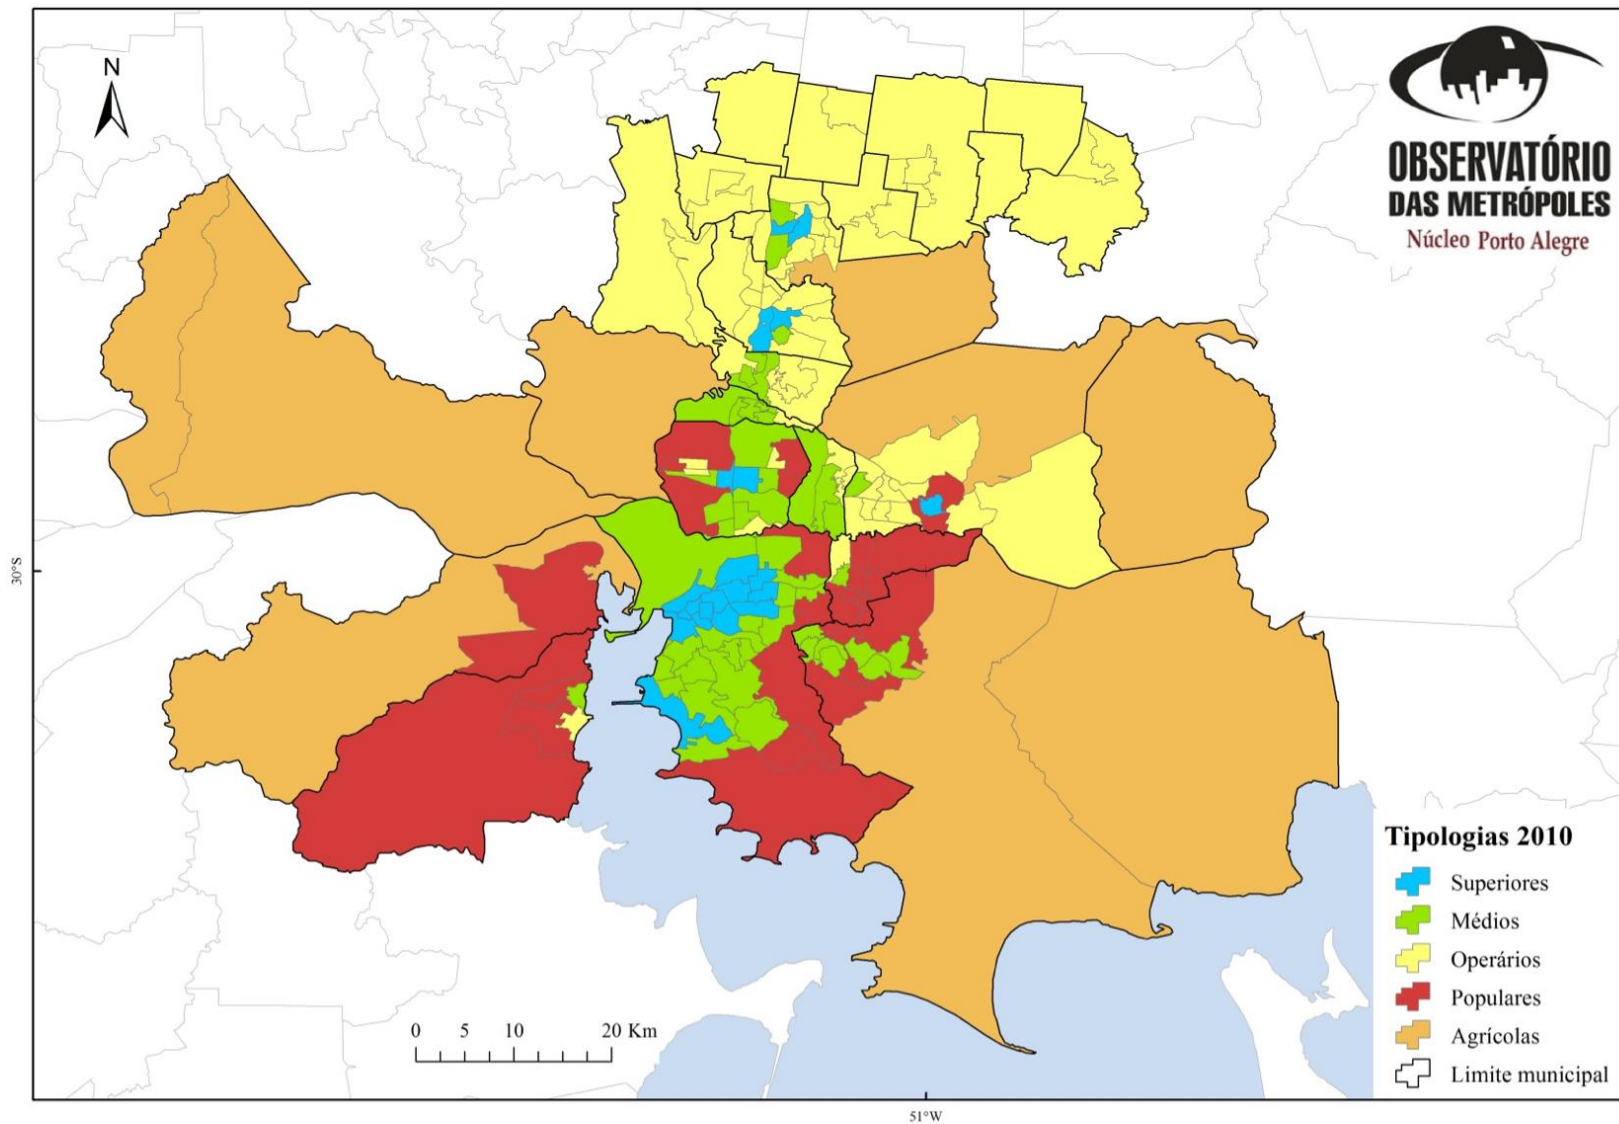 N
OBSERVATÓRIO
DAS METRÓPOLES
Núcleo Porto Alegre
30°S
Tipologias 2010
Superiores
Médios
Operários
Populares
Agrícolas
Limite municipal
0 5 10 20 Km
51°W